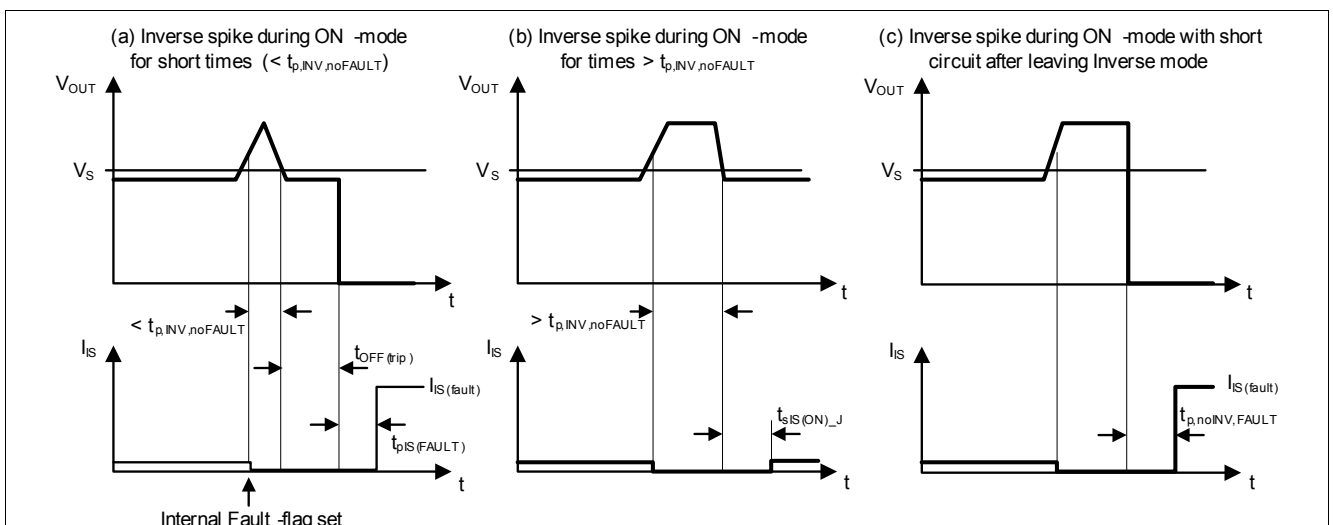 (a) Inverse spike during ON -mode
for short times (< tp,INV,noFAULT)
VOUT
VS
t
< tp,INV,noFAULT
IIS
tOFF(trip)
IIS(fault)
tpIS(FAULT)
t
Internal Fault -flag set
(b) Inverse spike during ON -mode
for times > tp,INV,noFAULT
VOUT
VS
t
> tp,INV,noFAULT
IIS
tsIS(ON)_J
t
(c) Inverse spike during ON -mode with short
circuit after leaving Inverse mode
VOUT
VS
t
IIS
IIS(fault)
tp,noINV,FAULT
t